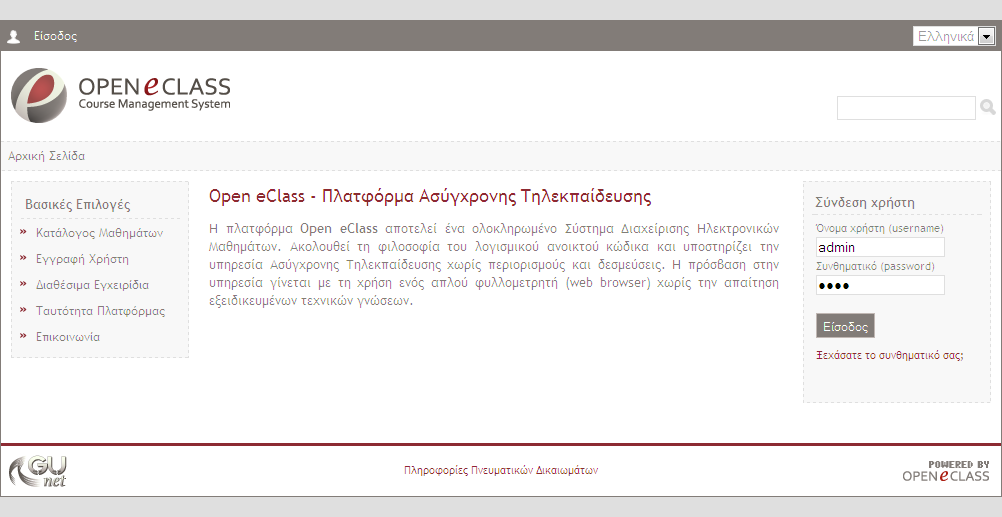 Είσοδος
Ελληνικά
OPEN eCLASS
Course Management System
Αρχική Σελίδα
Βασικές Επιλογές
» Κατάλογος Μαθημάτων
» Εγγραφή Χρήστη
» Διαθέσιμα Εγχειρίδια
» Ταυτότητα Πλατφόρμας
» Επικοινωνία
Open eClass - Πλατφόρμα Ασύγχρονης Τηλεκπαίδευσης
Η πλατφόρμα Open eClass αποτελεί ένα ολοκληρωμένο Σύστημα Διαχείρισης Ηλεκτρονικών
Μαθημάτων. Ακολουθεί τη φιλοσοφία του λογισμικού ανοικτού κώδικα και υποστηρίζει την
υπηρεσία Ασύγχρονης Τηλεκπαίδευσης χωρίς περιορισμούς και δεσμεύσεις. Η πρόσβαση στην
υπηρεσία γίνεται με τη χρήση ενός απλού φυλλομετρητή (web browser) χωρίς την απαίτηση
εξειδικευμένων τεχνικών γνώσεων.
Σύνδεση χρήστη
Όνομα χρήστη (username)
admin
Συνθηματικό (password)
●●●●
Είσοδος
Ξεχάσατε το συνθηματικό σας;
GUnet
Πληροφορίες Πνευματικών Δικαιωμάτων
POWERED BY
OPEN eCLASS